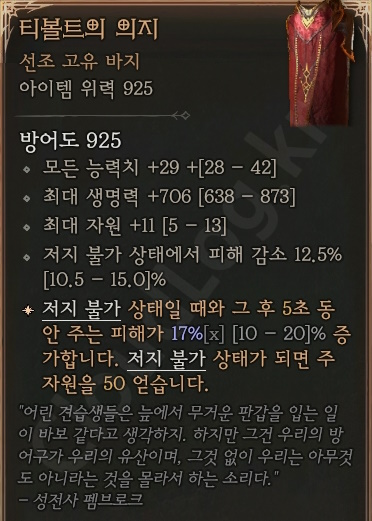 티볼트의 의지
선조 고유 바지
아이템 위력 925
방어도 925
모든 능력치 +29 +[28 – 42]
최대 생명력 +706 [638 – 873]
최대 자원 +11 [5 – 13]
저지 불가 상태에서 피해 감소 12.5%
[10.5 – 15.0]%
저지 불가 상태일 때와 그 후 5초 동
안 주는 피해가 17%[x] [10 – 20]% 증
가합니다. 저지 불가 상태가 되면 주
자원을 50 얻습니다.
"어린 견습생들은 늪에서 무거운 판갑을 입는 일
이 바보 같다고 생각하지. 하지만 그건 우리의 방
어구가 우리의 유산이며, 그것 없이 우리는 아무것
도 아니라는 것을 몰라서 하는 소리다."
– 성전사 펨브로크